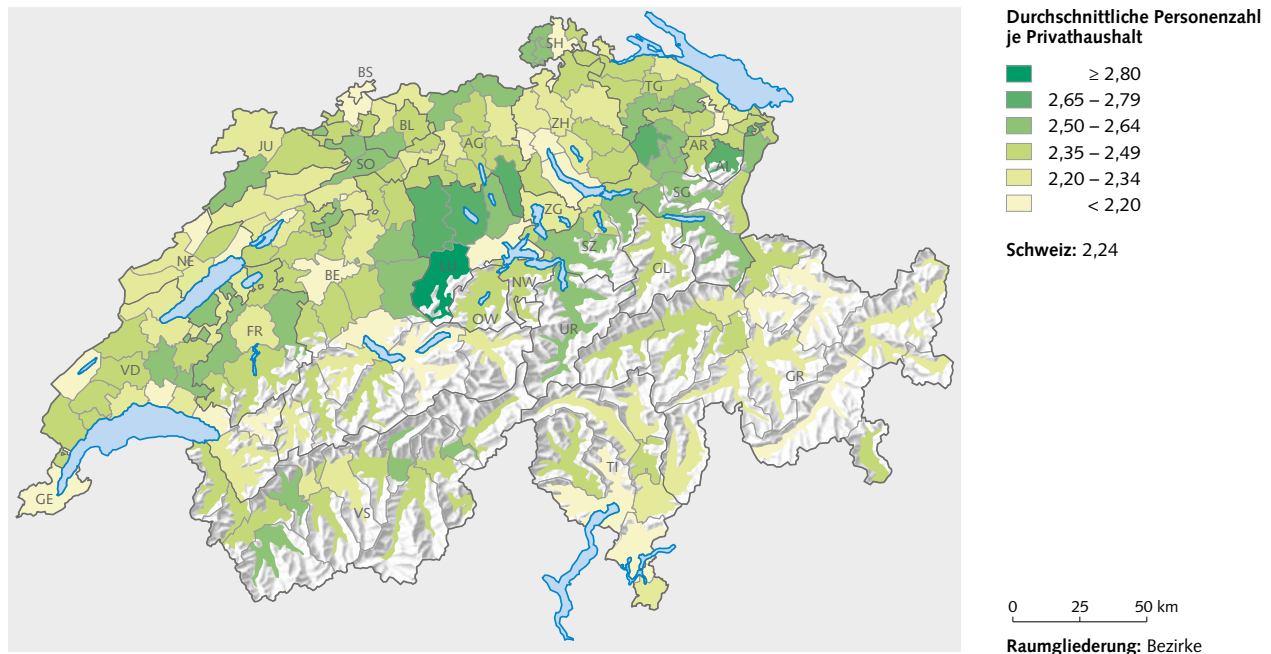 Durchschnittliche Personenzahl
je Privathaushalt
≥ 2,80
2,65 – 2,79
2,50 – 2,64
2,35 – 2,49
2,20 – 2,34
< 2,20
Schweiz: 2,24
SH
BS
TG
BL
ZH
JU
AG
SO
AR
AI
SG
ZG
SZ
NE
BE
LU
GL
NW
OW
UR
FR
VD
GR
TI
GE
VS
0 25 50 km
Raumgliederung: Bezirke